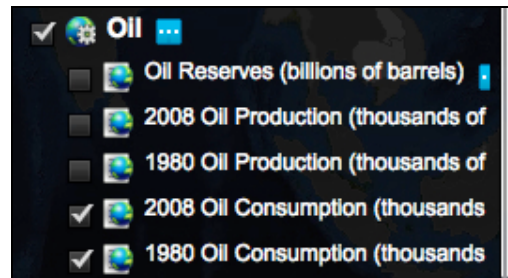 Oil
Oil Reserves (billions of barrels)
2008 Oil Production (thousands of
1980 Oil Production (thousands of
2008 Oil Consumption (thousands
1980 Oil Consumption (thousands